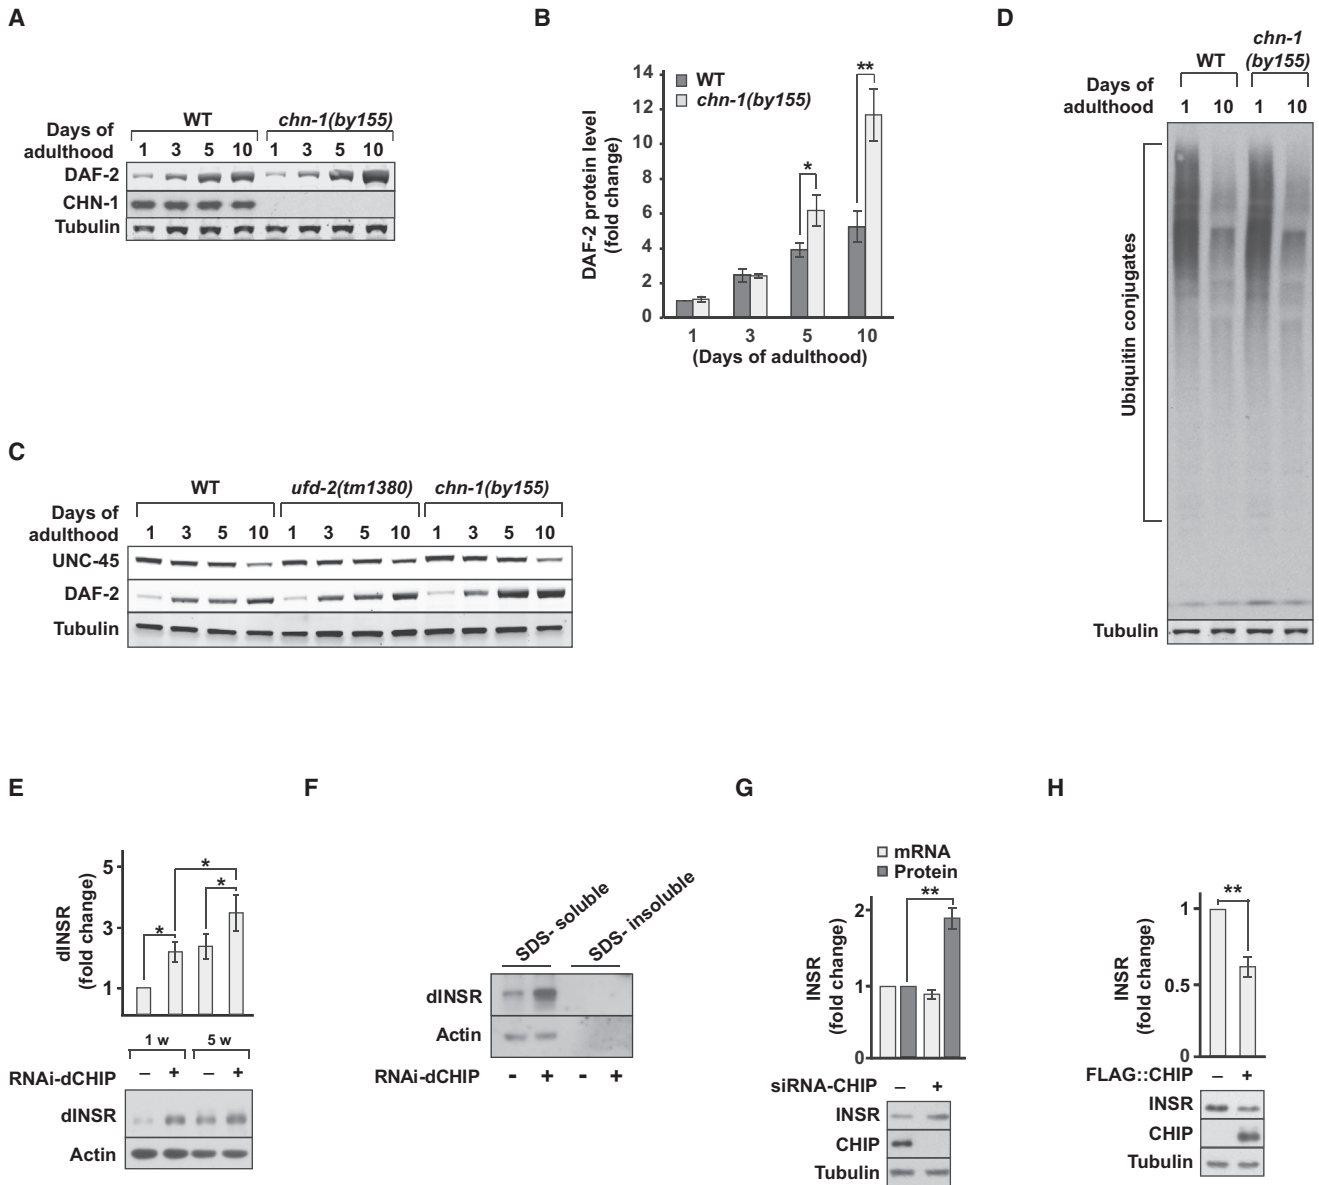 A
WT chn-1(by155)
Days of
adulthood 1 3 5 10 1 3 5 10
DAF-2
CHN-1
Tubulin
B
DAF-2 protein level
(fold change)
14
12
10
8
6
4
2
0
WT
chn-1(by155)
*
**
1 3 5 10
(Days of adulthood)
C
WT ufd-2(tm1380) chn-1(by155)
Days of
adulthood 1 3 5 10 1 3 5 10 1 3 5 10
UNC-45
DAF-2
Tubulin
D
chn-1
WT (by155)
Days of
adulthood 1 10 1 10
Ubiquitin conjugates
Tubulin
E
dINSR
(fold change)
5
3
1
*
*
*
1 w 5 w
RNAi-dCHIP – + – +
dINSR
Actin
F
SDS- soluble
SDS- insoluble
dINSR
Actin
RNAi-dCHIP - + - +
G
mRNA
Protein
INSR
(fold change)
2
1
0
**
siRNA-CHIP – +
INSR
CHIP
Tubulin
H
INSR
(fold change)
1
0.5
0
**
FLAG::CHIP – +
INSR
CHIP
Tubulin